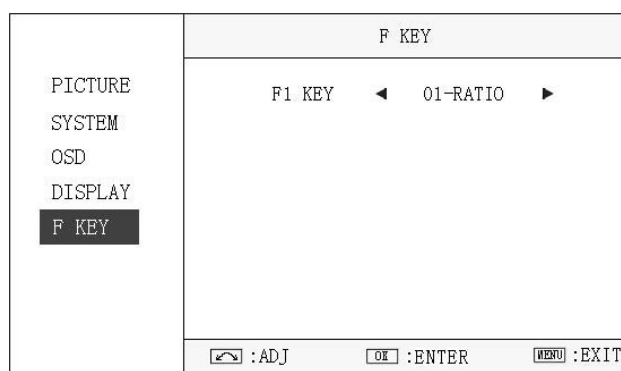 F KEY
PICTURE
SYSTEM
OSD
DISPLAY
F KEY
F1 KEY ◀ 01-RATIO ▶
:ADJ OK :ENTER MENU :EXIT